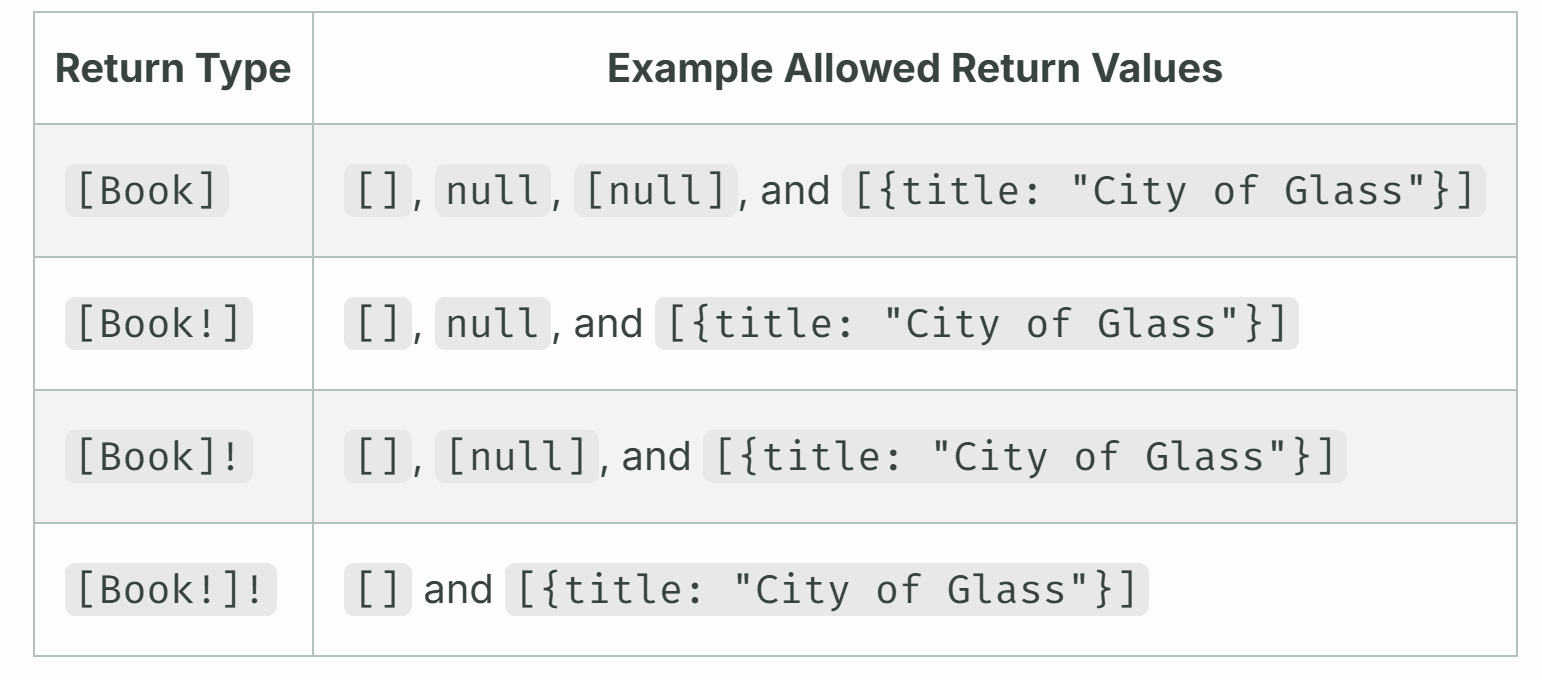 Return Type Example Allowed Return Values
[Book] [], null, [null], and [{title: "City of Glass"}]
[Book!] [], null, and [{title: "City of Glass"}]
[Book]! [], [null], and [{title: "City of Glass"}]
[Book!]! [] and [{title: "City of Glass"}]